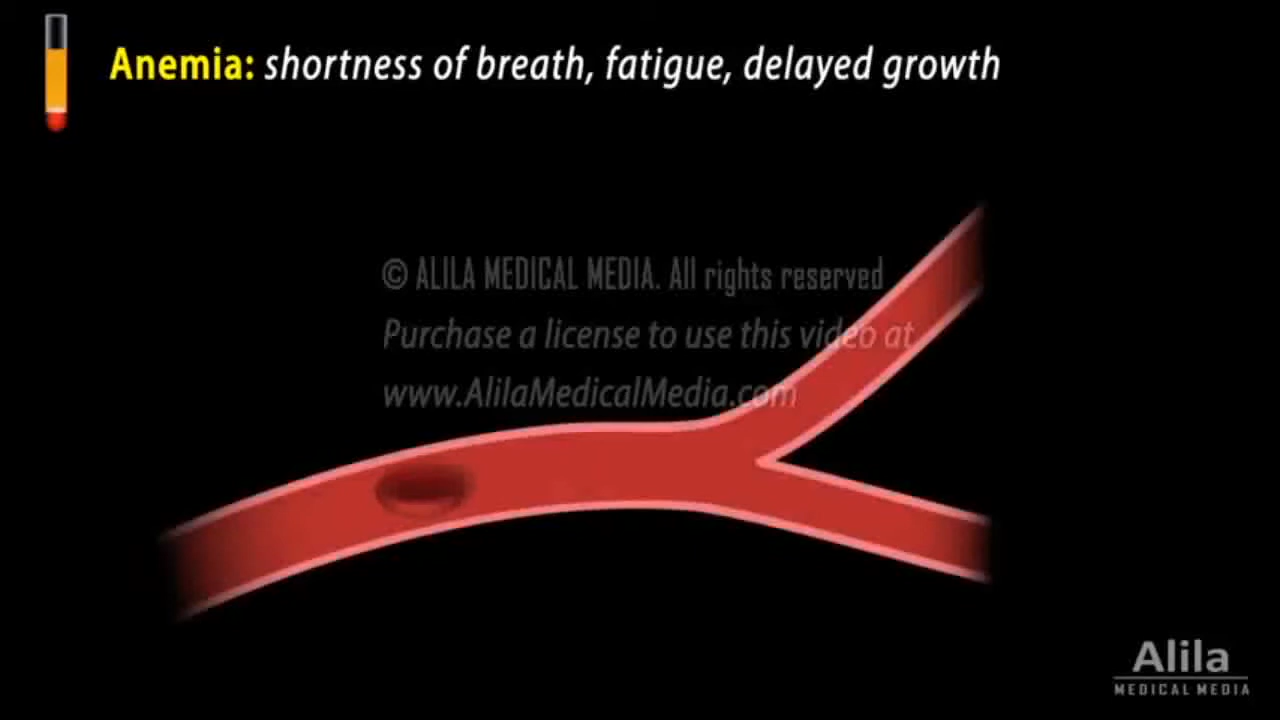 Anemia: shortness of breath, fatigue, delayed growth
© ALILA MEDICAL MEDIA. All rights reserved
Purchase a license to use this video at
www.AlilaMedicalMedia.com
Alila
MEDICAL MEDIA